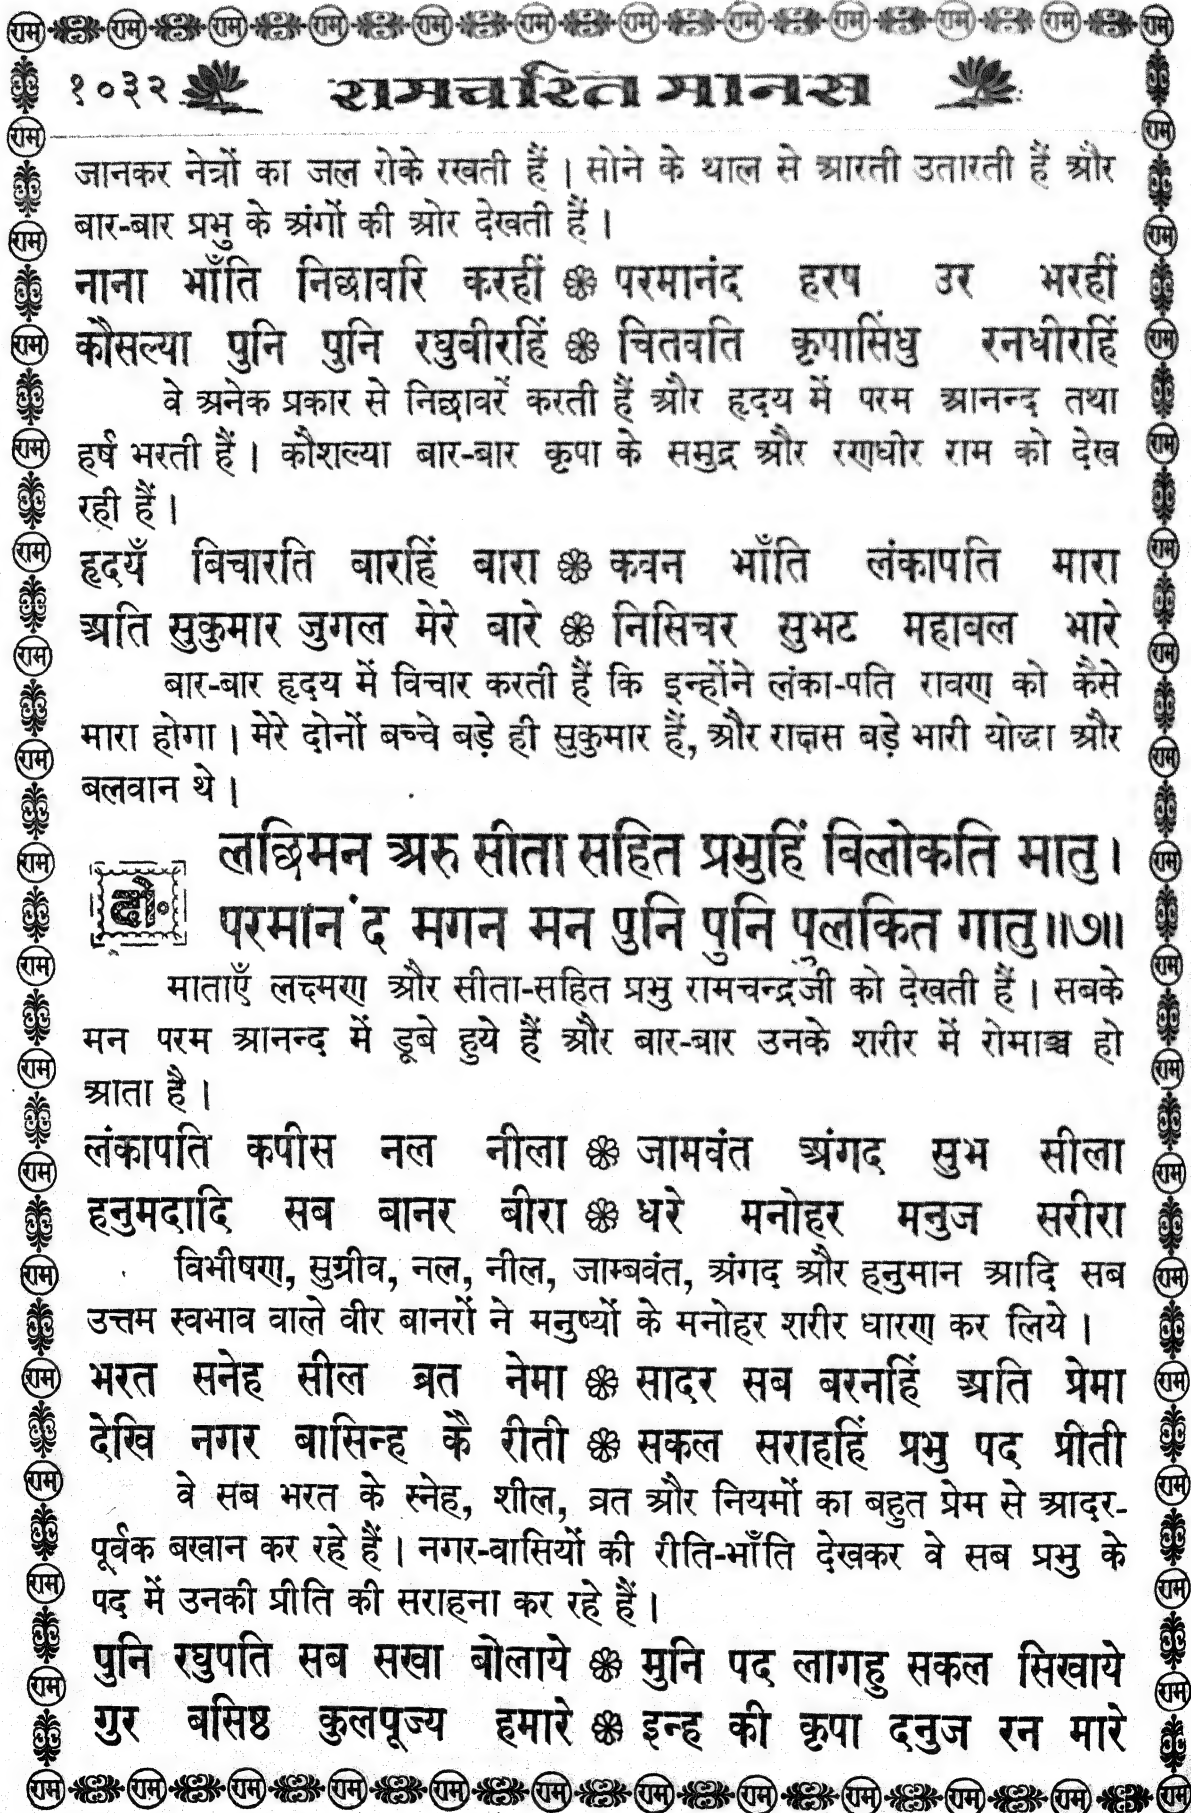 १०३२ रामचरित मानस
जानकर नेत्रों का जल रोके रखती हैं । सोने के थाल से आरती उतारती हैं और
बार-बार प्रभु के अंगों की ओर देखती हैं ।
नाना भाँति निछावरि करहीं ❀ परमानंद हरष उर भरहीं
कौसल्या पुनि पुनि रघुबीरहिं ❀ चितवति कृपासिंधु रनधीरहिं
वे अनेक प्रकार से निछावरें करती हैं और हृदय में परम आनन्द तथा
हर्ष भरती हैं । कौशल्या बार-बार कृपा के समुद्र और रणधीर राम को देख
रही हैं ।
हृदयँ बिचारति बारहिं बारा ❀ कवन भाँति लंकापति मारा
अति सुकुमार जुगल मेरे बारे ❀ निसिचर सुभट महाबल भारे
बार-बार हृदय में विचार करती हैं कि इन्होंने लंका-पति रावण को कैसे
मारा होगा । मेरे दोनों बच्चे बड़े ही सुकुमार हैं, और राक्षस बड़े भारी योद्धा और
बलवान थे ।
लछिमन अरु सीता सहित प्रभुहिं बिलोकति मातु ।
दो०
परमानंद मगन मन पुनि पुनि पुलकित गातु ॥७॥
माताएँ लक्ष्मण और सीता-सहित प्रभु रामचन्द्रजी को देखती हैं । सबके
मन परम आनन्द में डूबे हुये हैं और बार-बार उनके शरीर में रोमाञ्च हो
आता है ।
लंकापति कपीस नल नीला ❀ जामवंत अंगद सुभ सीला
हनुमदादि सब बानर बीरा ❀ धरे मनोहर मनुज सरीरा
विभीषण, सुग्रीव, नल, नील, जाम्बवंत, अंगद और हनुमान आदि सब
उत्तम स्वभाव वाले वीर बानरों ने मनुष्यों के मनोहर शरीर धारण कर लिये ।
भरत सनेह सील ब्रत नेमा ❀ सादर सब बरनहिं अति प्रेमा
देखि नगर बासिन्ह कै रीती ❀ सकल सराहहिं प्रभु पद प्रीती
वे सब भरत के स्नेह, शील, व्रत और नियमों का बहुत प्रेम से आदर-
पूर्वक बखान कर रहे हैं । नगर-वासियों की रीति-भाँति देखकर वे सब प्रभु के
पद में उनकी प्रीति की सराहना कर रहे हैं ।
पुनि रघुपति सब सखा बोलाये ❀ मुनि पद लागहु सकल सिखाये
गुर बसिष्ठ कुलपूज्य हमारे ❀ इन्ह की कृपा दनुज रन मारे